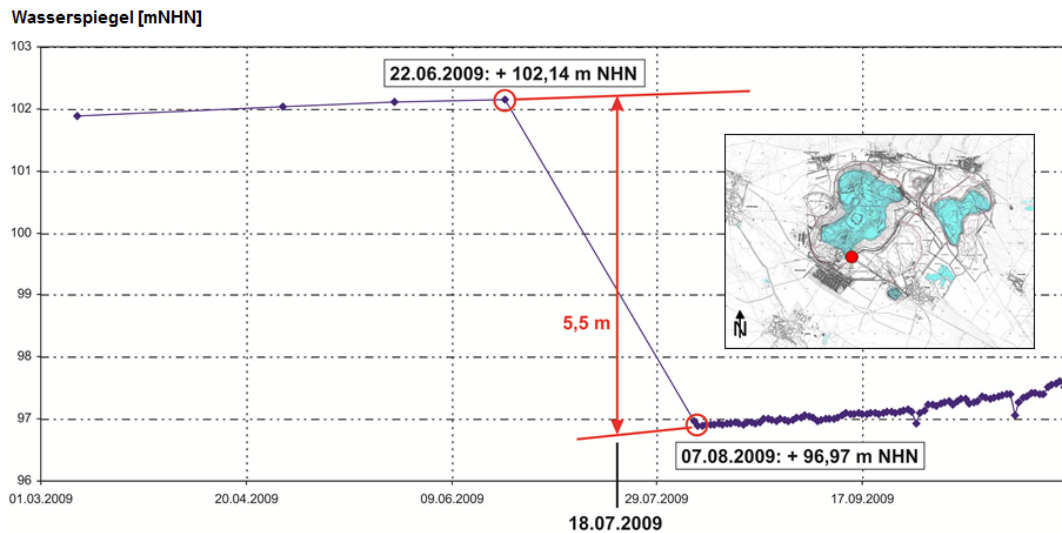 Wasserspiegel [mNHN]
103
22.06.2009: + 102,14 m NHN
102
101
100
99
5,5 m
N
98
97
07.08.2009: + 96,97 m NHN
96
01.03.2009 20.04.2009 09.06.2009 29.07.2009 17.09.2009
18.07.2009